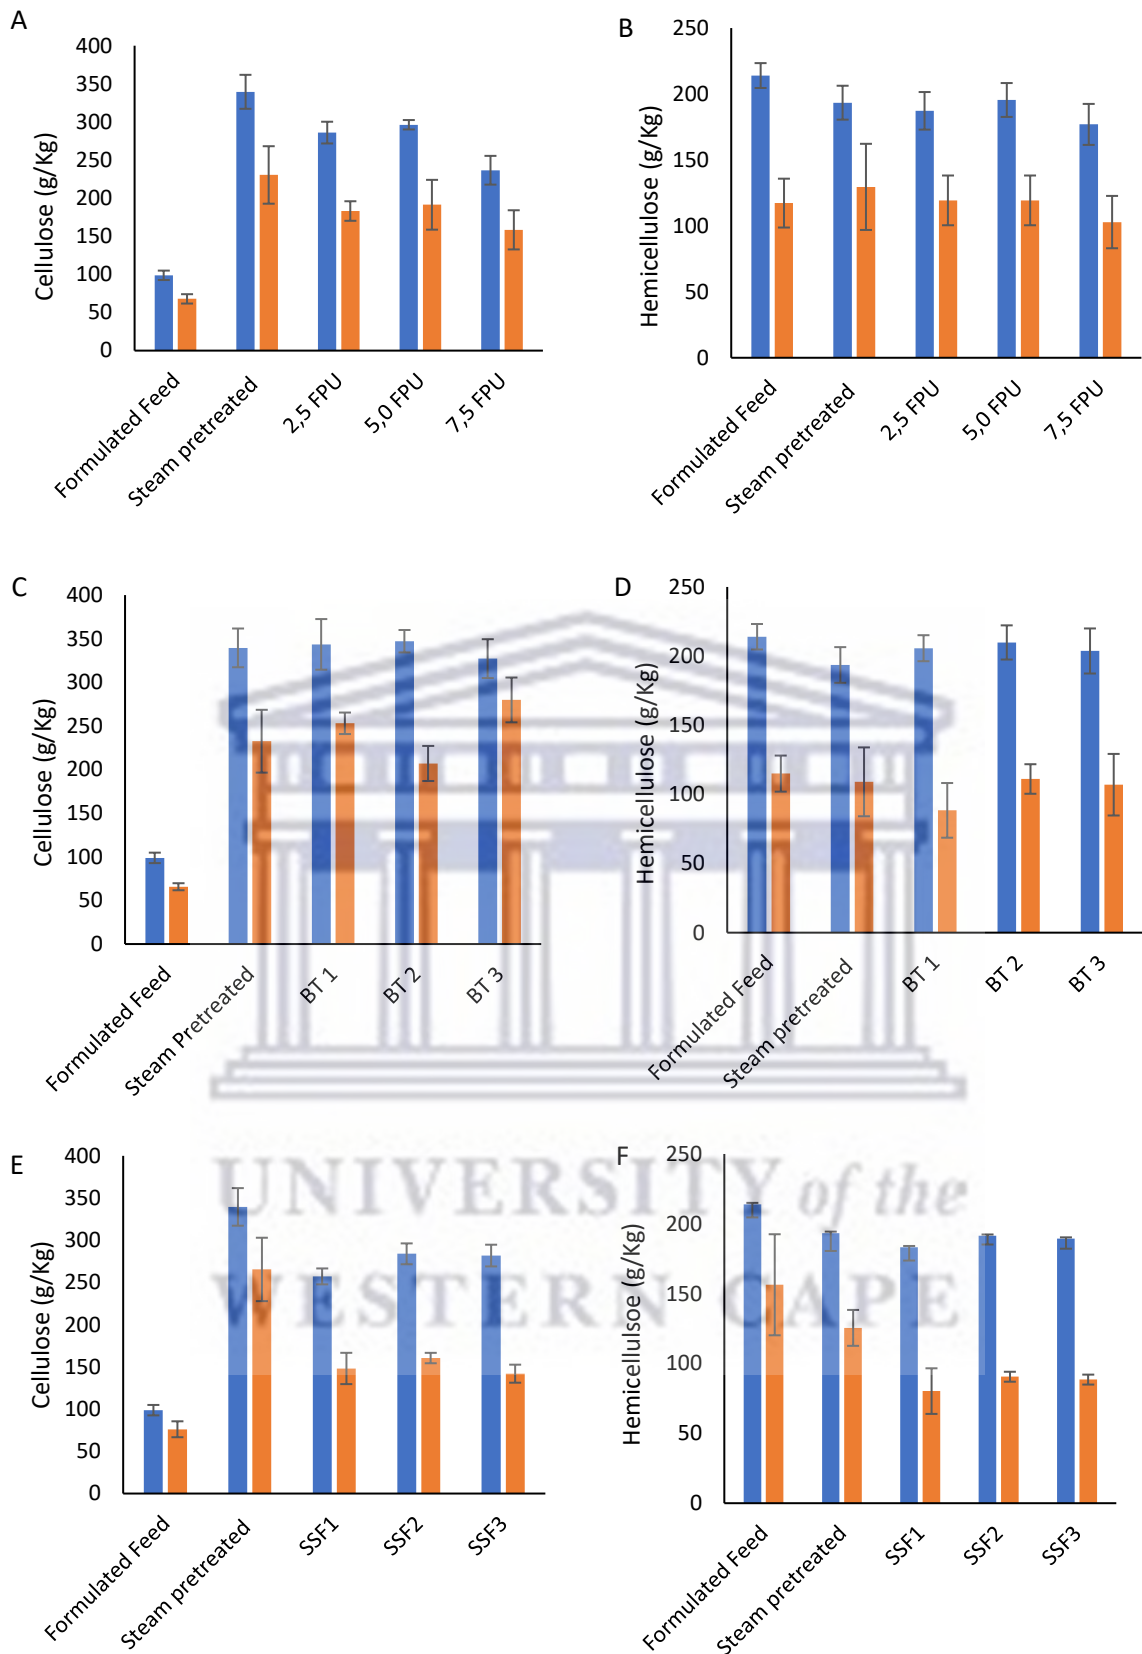 A
Cellulose (g/Kg)
400
350
300
250
200
150
100
50
0
Formulated Feed
Steam pretreated
2,5 FPU
5,0 FPU
7,5 FPU
B
Hemicellulose (g/Kg)
250
200
150
100
50
0
Formulated Feed
Steam pretreated
2,5 FPU
5,0 FPU
7,5 FPU
C
Cellulose (g/Kg)
400
350
300
250
200
150
100
50
0
Formulated Feed
Steam Pretreated
BT 1
BT 2
BT 3
D
Hemicellulose (g/Kg)
250
200
150
100
50
0
Formulated Feed
Steam pretreated
BT 1
BT 2
BT 3
UNIVERSITY of the
WESTERN CAPE
E
Cellulose (g/Kg)
400
350
300
250
200
150
100
50
0
Formulated Feed
Steam pretreated
SSF1
SSF2
SSF3
F
Hemicellulsoe (g/Kg)
250
200
150
100
50
0
Formulated Feed
Steam pretreated
SSF1
SSF2
SSF3